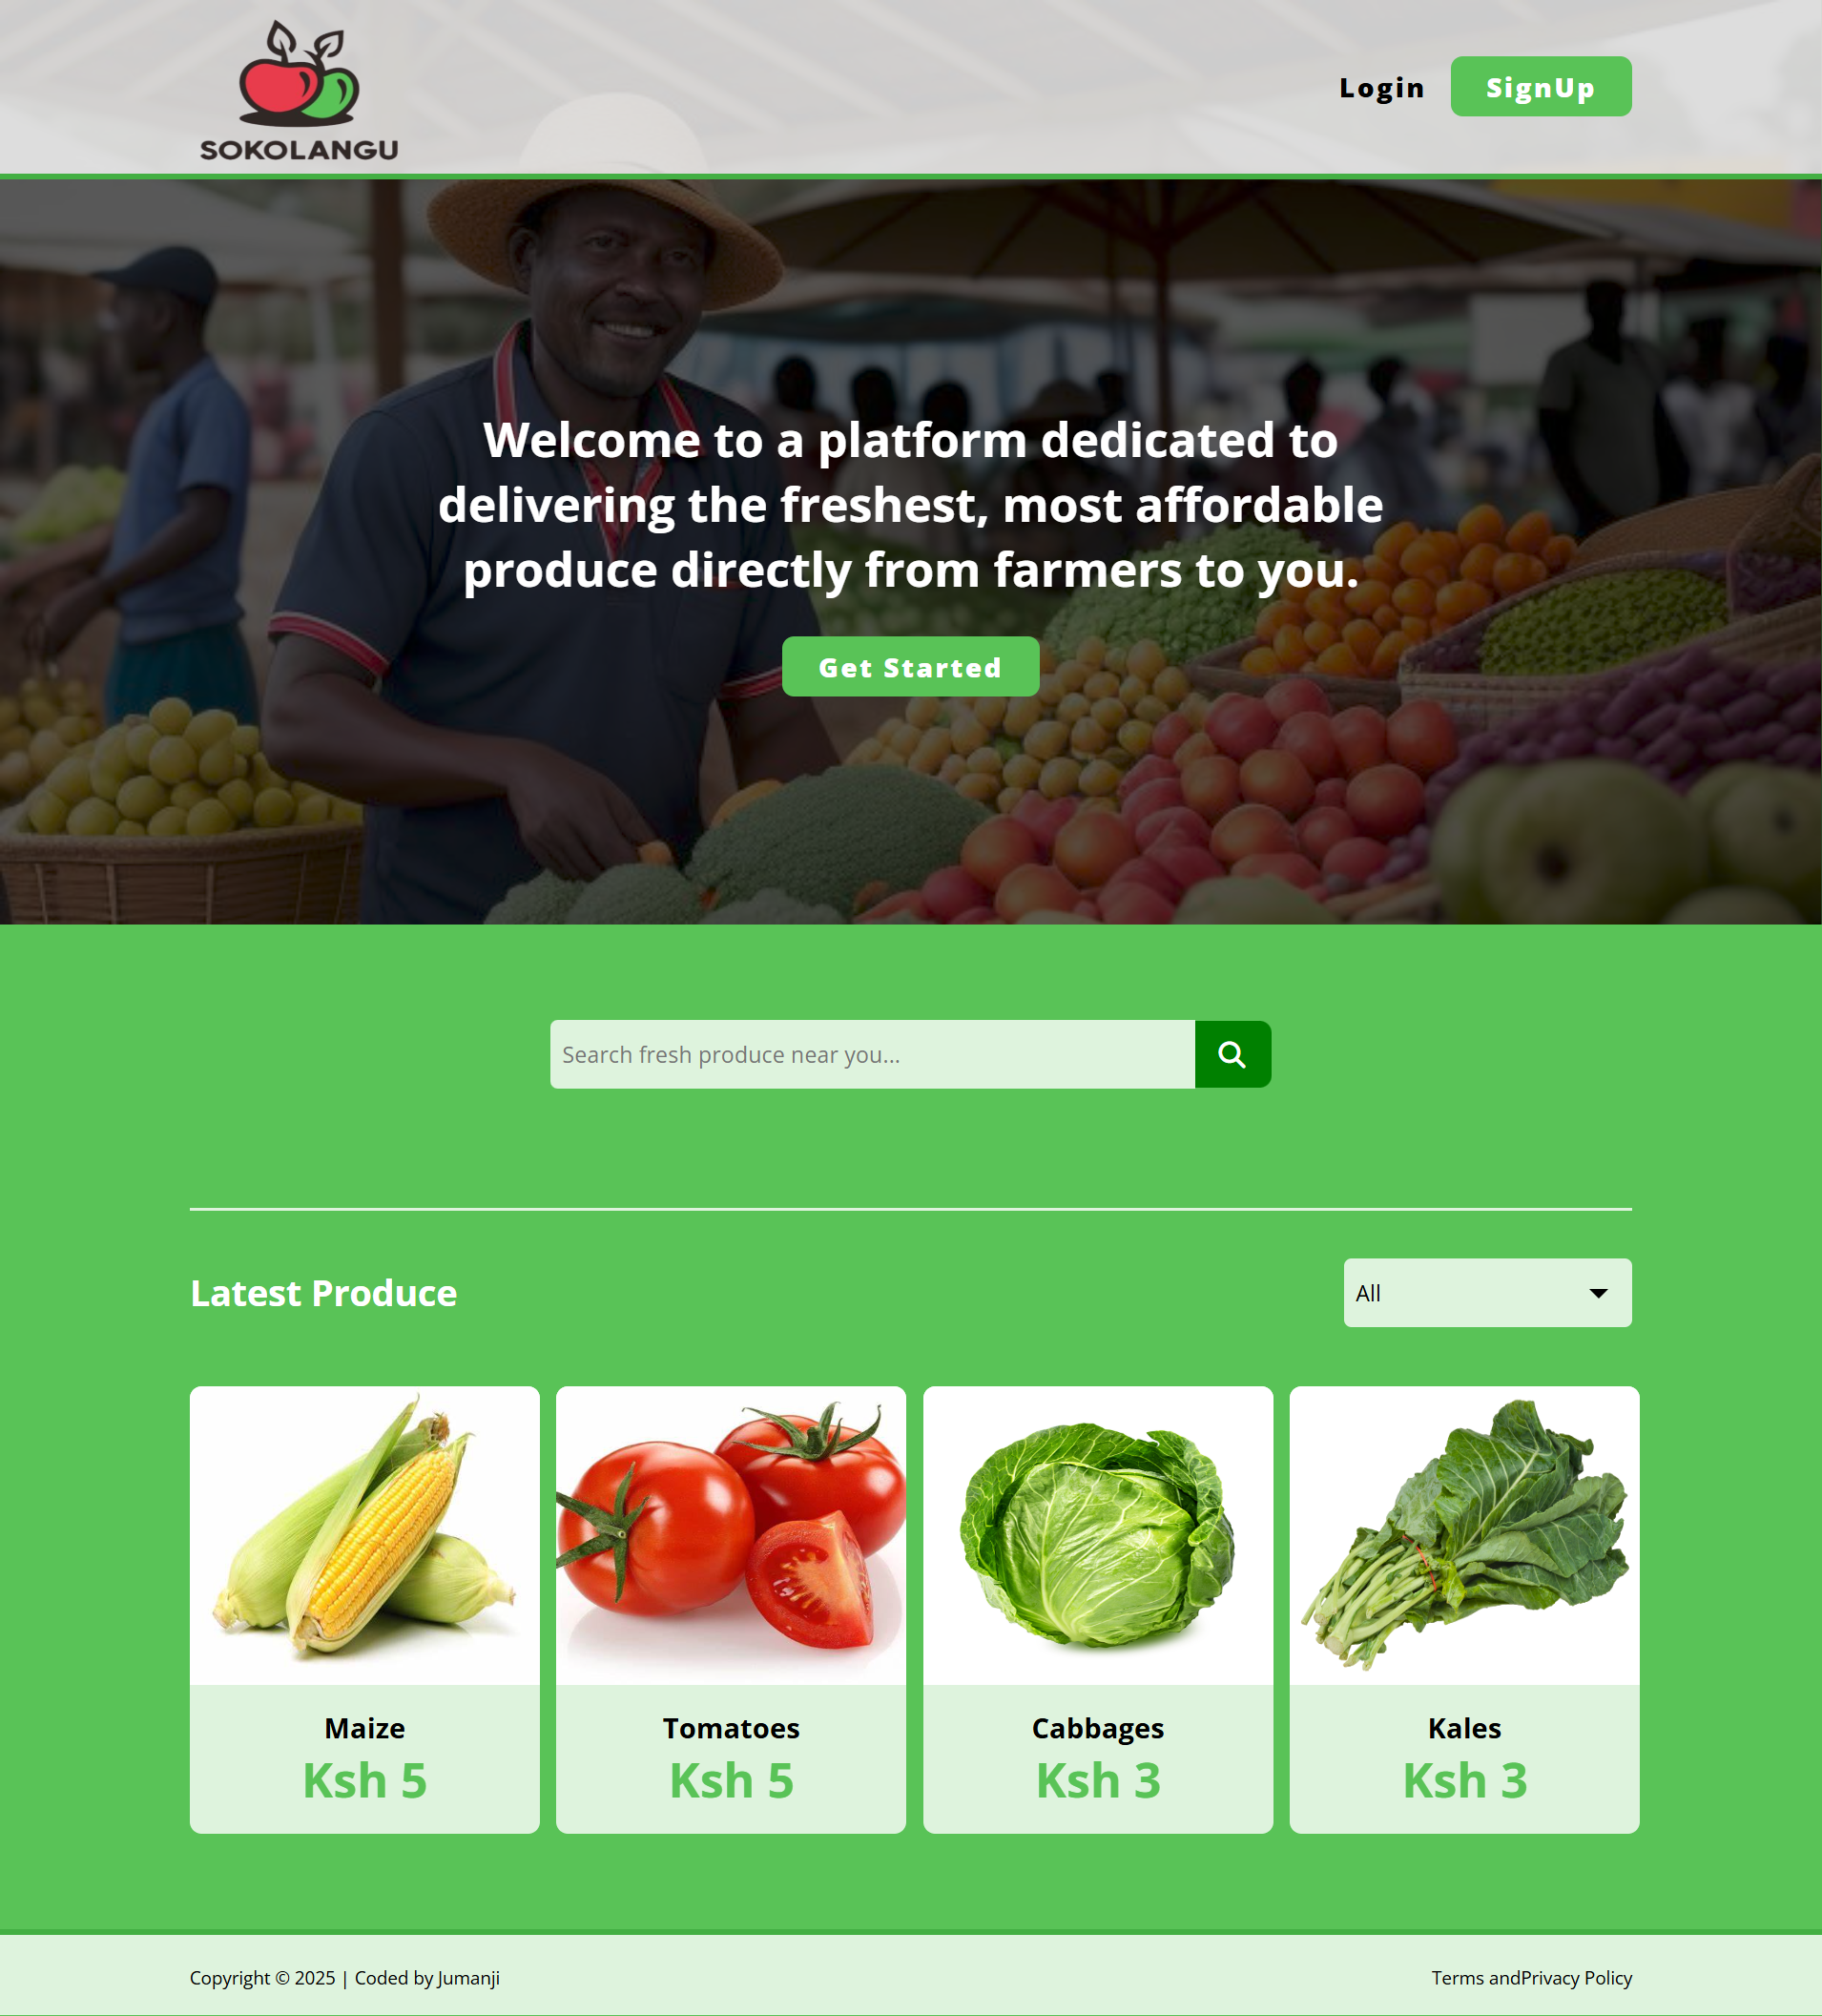 SOKOLANGU
Login
SignUp
Welcome to a platform dedicated to
delivering the freshest, most affordable
produce directly from farmers to you.
Get Started
Search fresh produce near you...
Latest Produce
All
Maize
Ksh 5
Tomatoes
Ksh 5
Cabbages
Ksh 3
Kales
Ksh 3
Copyright © 2025 | Coded by Jumanji
Terms andPrivacy Policy